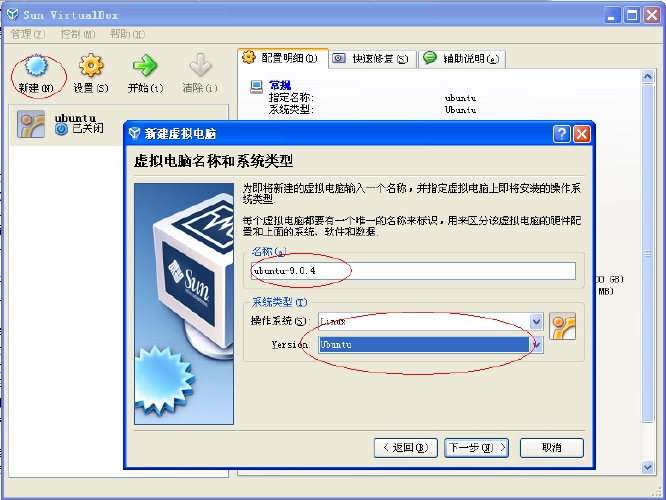 Sun VirtualBox
管理(M) 控制(M) 帮助(H)
新建(N) 设置(S) 开始(t) 清除(i)
配置明细(D) 快速修复(S) 辅助说明(a)
ubuntu
已关闭
常规
指定名称: ubuntu
系统类型: Ubuntu
新建虚拟电脑
虚拟电脑名称和系统类型
为即将新建的虚拟电脑输入一个名称,并指定虚拟电脑上即将安装的操作系
统类型.
每个虚拟电脑都要有一个唯一的名称来标识,用来区分该虚拟电脑的硬件配
置和上面的系统、软件和数据.
Sun
名称(a)
ubuntu-9.0.4
系统类型(T)
操作系统(S): Linux
Version: Ubuntu
00 GB)
MB)
< 返回(B) 下一步(N) > 取消